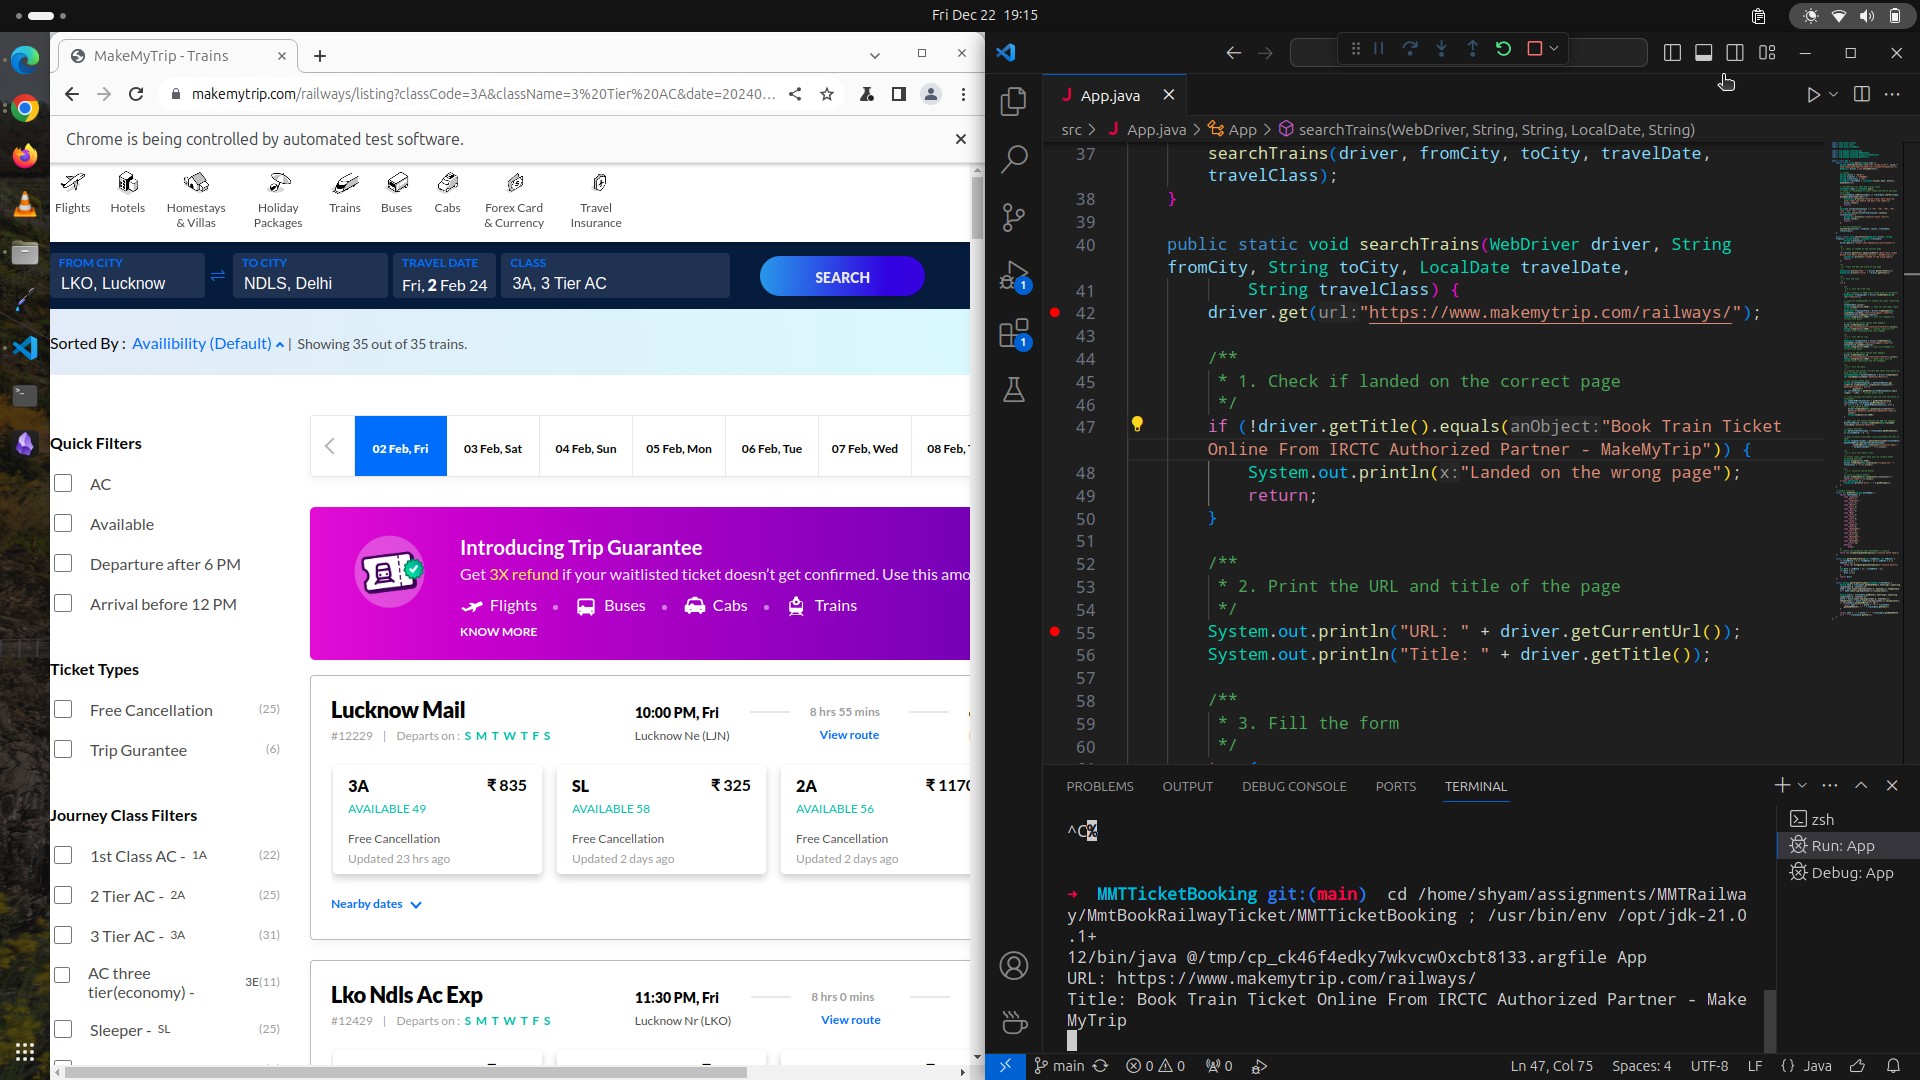 Fri Dec 22 19:15
MakeMyTrip - Trains
makemytrip.com/railways/listing?classCode=3A&className=3%20Tier%20AC&date=20240...
Chrome is being controlled by automated test software.
Flights
Hotels
Homestays
& Villas
Holiday
Packages
Trains
Buses
Cabs
Forex Card
& Currency
Travel
Insurance
FROM CITY
LKO, Lucknow
TO CITY
NDLS, Delhi
TRAVEL DATE
Fri, 2 Feb 24
CLASS
3A, 3 Tier AC
SEARCH
Sorted By : Availibility (Default) | Showing 35 out of 35 trains.
02 Feb, Fri
03 Feb, Sat
04 Feb, Sun
05 Feb, Mon
06 Feb, Tue
07 Feb, Wed
08 Feb,
Quick Filters
AC
Available
Departure after 6 PM
Arrival before 12 PM
Ticket Types
Free Cancellation (25)
Trip Gurantee (6)
Journey Class Filters
1st Class AC - 1A (22)
2 Tier AC - 2A (25)
3 Tier AC - 3A (31)
AC three
tier(economy) - 3E(11)
Sleeper - SL (25)
Introducing Trip Guarantee
Get 3X refund if your waitlisted ticket doesn't get confirmed. Use this amo
Flights • Buses • Cabs • Trains
KNOW MORE
Lucknow Mail
#12229 | Departs on : S M T W T F S
10:00 PM, Fri
Lucknow Ne (LJN)
8 hrs 55 mins
View route
3A ₹ 835
AVAILABLE 49
Free Cancellation
Updated 23 hrs ago
SL ₹ 325
AVAILABLE 58
Free Cancellation
Updated 2 days ago
2A ₹ 1170
AVAILABLE 56
Free Cancellation
Updated 2 days ago
Nearby dates
Lko Ndls Ac Exp
#12429 | Departs on : S M T W T F S
11:30 PM, Fri
Lucknow Nr (LKO)
8 hrs 0 mins
View route
App.java
src > App.java > App > searchTrains(WebDriver, String, String, LocalDate, String)
37 searchTrains(driver, fromCity, toCity, travelDate,
travelClass);
38 }
39
40 public static void searchTrains(WebDriver driver, String
fromCity, String toCity, LocalDate travelDate,
41 String travelClass) {
42 driver.get(url:"https://www.makemytrip.com/railways/");
43
44 /**
45 * 1. Check if landed on the correct page
46 */
47 if (!driver.getTitle().equals(anObject:"Book Train Ticket
Online From IRCTC Authorized Partner - MakeMyTrip")) {
48 System.out.println(x:"Landed on the wrong page");
49 return;
50 }
51
52 /**
53 * 2. Print the URL and title of the page
54 */
55 System.out.println("URL: " + driver.getCurrentUrl());
56 System.out.println("Title: " + driver.getTitle());
57
58 /**
59 * 3. Fill the form
60 */
1
1
PROBLEMS OUTPUT DEBUG CONSOLE PORTS TERMINAL
^C%
➜ MMTTicketBooking git:(main) cd /home/shyam/assignments/MMTRailwa
y/MmtBookRailwayTicket/MMTTicketBooking ; /usr/bin/env /opt/jdk-21.0
.1+
12/bin/java @/tmp/cp_ck46f4edky7wkvcw0xcbt8133.argfile App
URL: https://www.makemytrip.com/railways/
Title: Book Train Ticket Online From IRCTC Authorized Partner - Make
MyTrip
zsh
Run: App
Debug: App
main 0 0 0 Ln 47, Col 75 Spaces: 4 UTF-8 LF {} Java